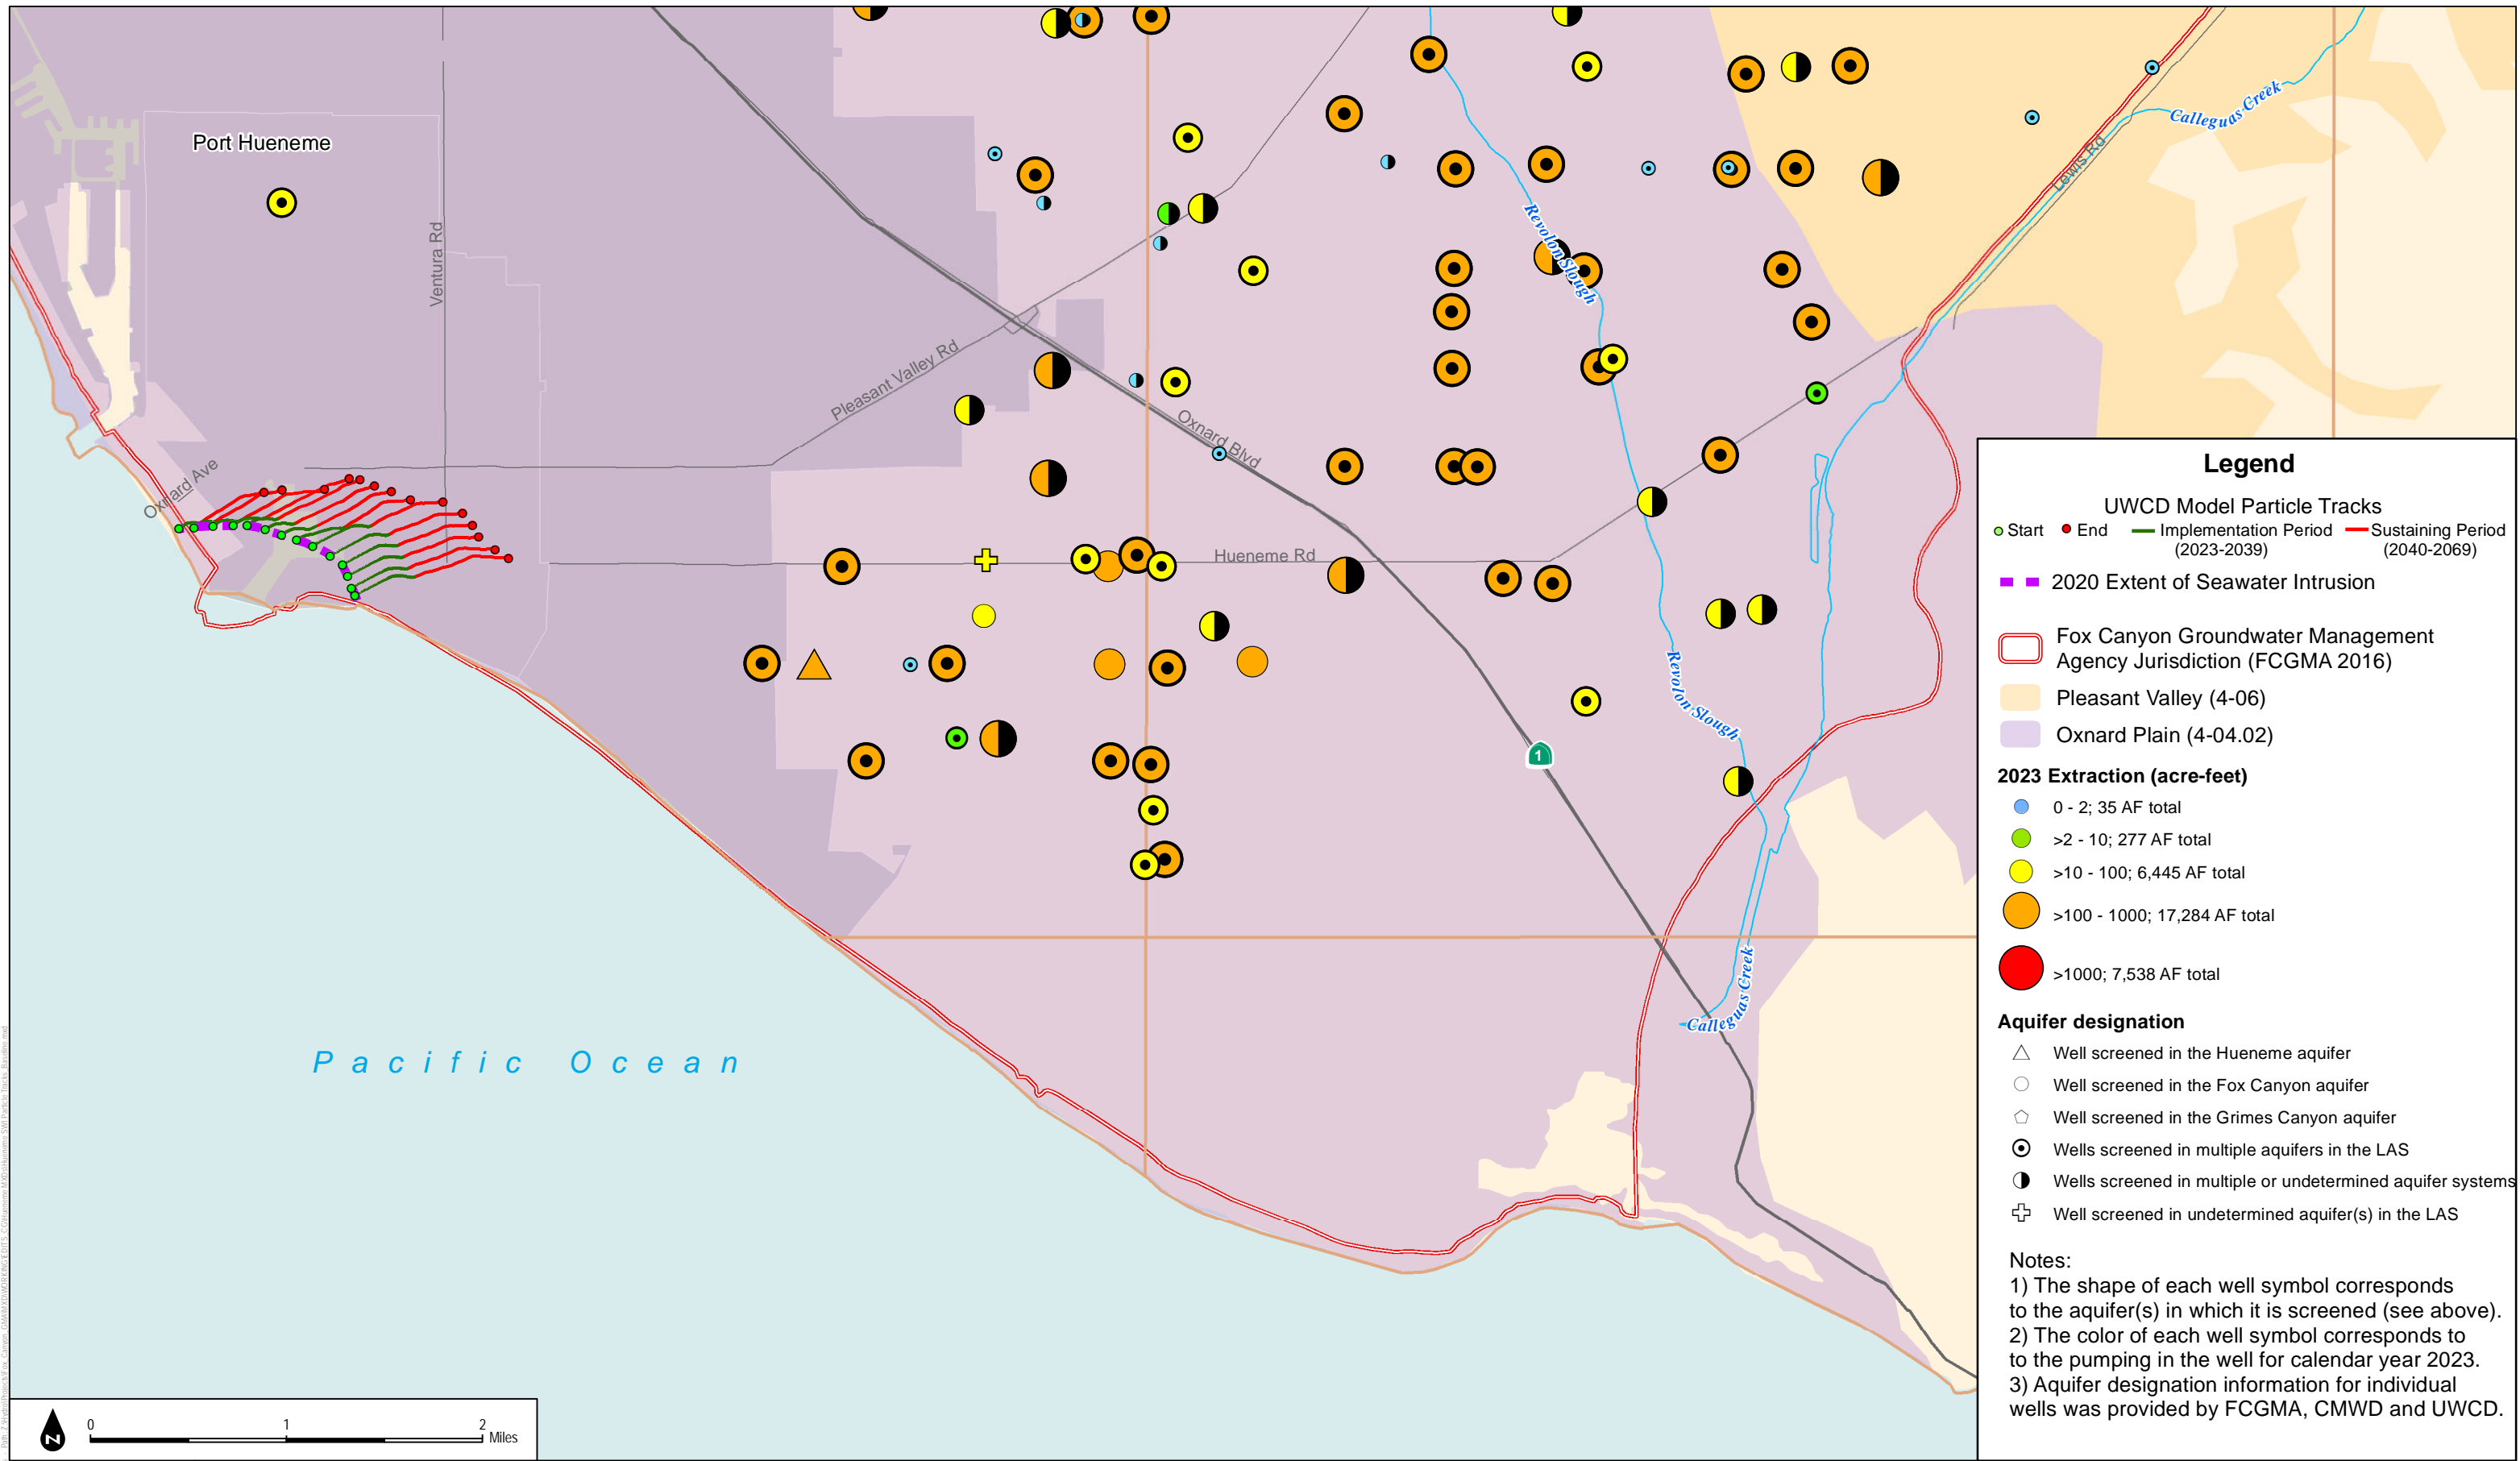 Port Hueneme
Ventura Rd
Oxnard Ave
Pleasant Valley Rd
Oxnard Blvd
Hueneme Rd
Revolon Slough
Revolon Slough
Calleguas Creek
Lewis Rd
Calleguas Creek
1
Pacific Ocean
N
0 1 2
Miles
Legend
UWCD Model Particle Tracks
Start End Implementation Period Sustaining Period
(2023-2039) (2040-2069)
2020 Extent of Seawater Intrusion
Fox Canyon Groundwater Management
Agency Jurisdiction (FCGMA 2016)
Pleasant Valley (4-06)
Oxnard Plain (4-04.02)
2023 Extraction (acre-feet)
0 - 2; 35 AF total
>2 - 10; 277 AF total
>10 - 100; 6,445 AF total
>100 - 1000; 17,284 AF total
>1000; 7,538 AF total
Aquifer designation
Well screened in the Hueneme aquifer
Well screened in the Fox Canyon aquifer
Well screened in the Grimes Canyon aquifer
Wells screened in multiple aquifers in the LAS
Wells screened in multiple or undetermined aquifer systems
Well screened in undetermined aquifer(s) in the LAS
Notes:
1) The shape of each well symbol corresponds
to the aquifer(s) in which it is screened (see above).
2) The color of each well symbol corresponds to
to the pumping in the well for calendar year 2023.
3) Aquifer designation information for individual
wells was provided by FCGMA, CMWD and UWCD.